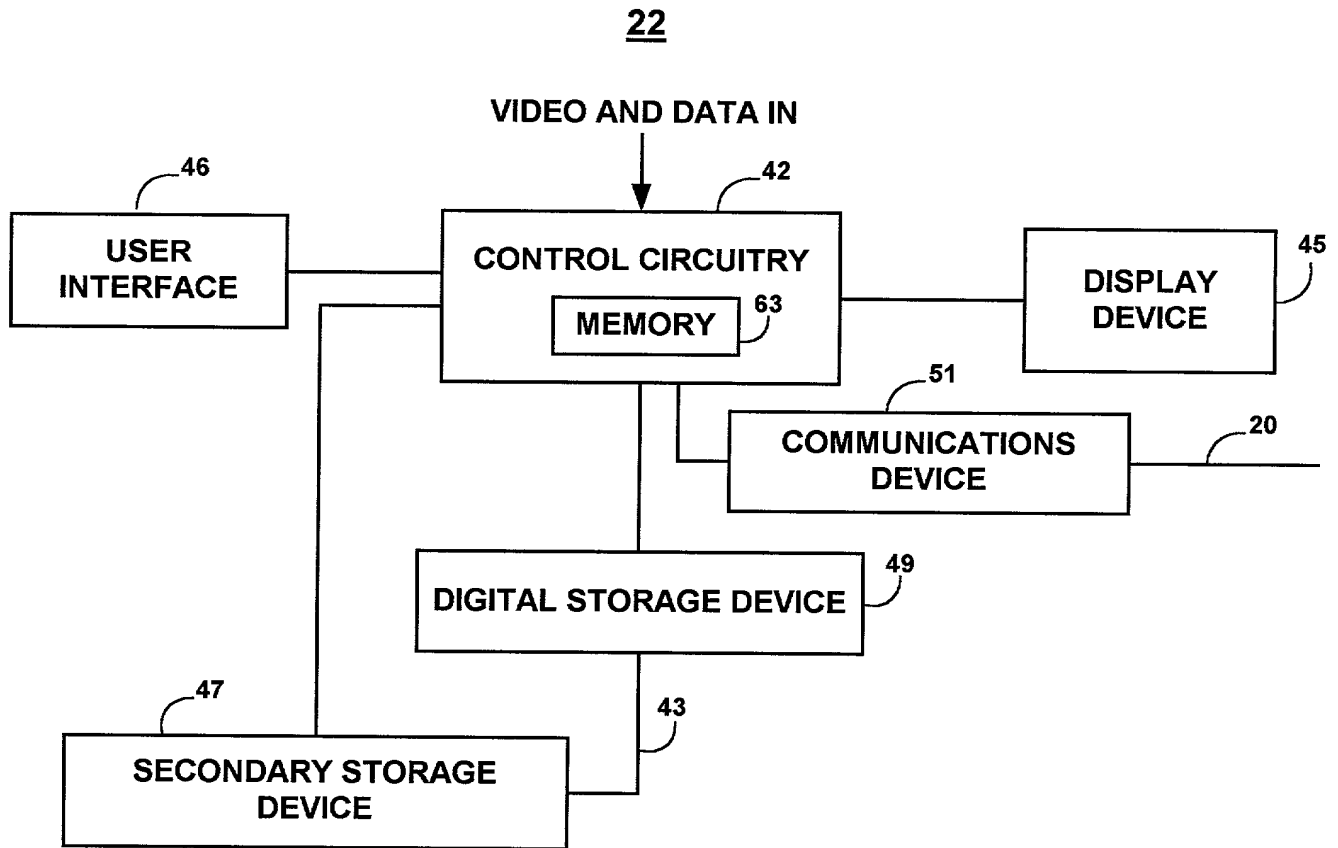 22
VIDEO AND DATA IN
46
42
USER
INTERFACE
CONTROL CIRCUITRY
MEMORY
63
DISPLAY
DEVICE
45
51
COMMUNICATIONS
DEVICE
20
DIGITAL STORAGE DEVICE
49
47
43
SECONDARY STORAGE
DEVICE